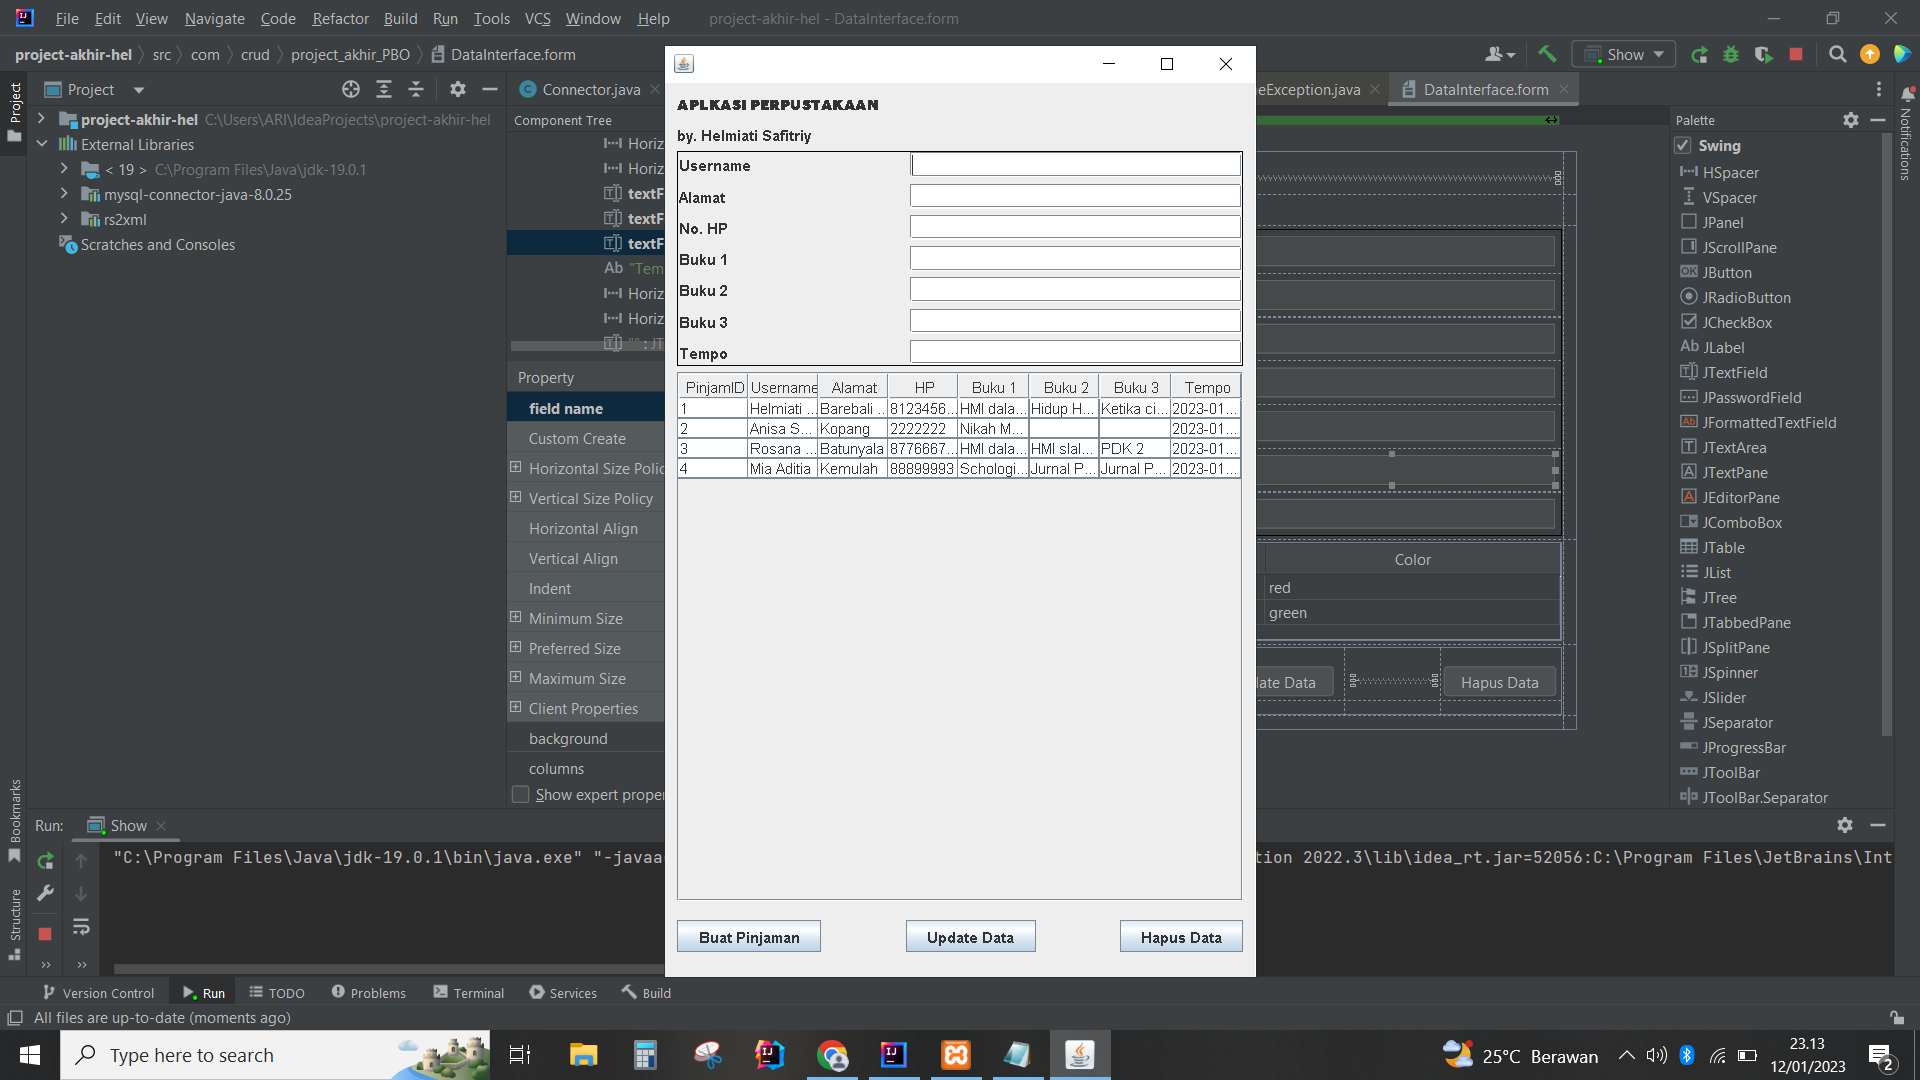 File Edit View Navigate Code Refactor Build Run Tools VCS Window Help project-akhir-hel - DataInterface.form
project-akhir-hel src com crud project_akhir_PBO DataInterface.form
Show
Project
Connector.java
eException.java
DataInterface.form
Project
project-akhir-hel C:\Users\ARI\IdeaProjects\project-akhir-hel
External Libraries
< 19 > C:\Program Files\Java\jdk-19.0.1
mysql-connector-java-8.0.25
rs2xml
Scratches and Consoles
Bookmarks
Structure
Component Tree
Horiz
Horiz
textF
textF
textF
Ab "Tem
Horiz
Horiz
"" : JT
Property
field name
Custom Create
Horizontal Size Polic
Vertical Size Policy
Horizontal Align
Vertical Align
Indent
Minimum Size
Preferred Size
Maximum Size
Client Properties
background
columns
Show expert proper
APLKASI PERPUSTAKAAN
by. Helmiati Safitriy
Username
Alamat
No. HP
Buku 1
Buku 2
Buku 3
Tempo
PinjamID Username Alamat HP Buku 1 Buku 2 Buku 3 Tempo
1 Helmiati ... Barebali ... 8123456... HMI dala... Hidup H... Ketika ci... 2023-01...
2 Anisa S... Kopang 2222222 Nikah M... 2023-01...
3 Rosana ... Batunyala 8776667... HMI dala... HMI slal... PDK 2 2023-01...
4 Mia Aditia Kemulah 88899993 Schologi... Jurnal P... Jurnal P... 2023-01...
Buat Pinjaman
Update Data
Hapus Data
Color
red
green
late Data
Hapus Data
Palette
Swing
HSpacer
VSpacer
JPanel
JScrollPane
OK JButton
JRadioButton
JCheckBox
Ab JLabel
JTextField
JPasswordField
JFormattedTextField
JTextArea
JTextPane
JEditorPane
JComboBox
JTable
JList
JTree
JTabbedPane
JSplitPane
JSpinner
JSlider
JSeparator
JProgressBar
JToolBar
JToolBar.Separator
Notifications
Run: Show
"C:\Program Files\Java\jdk-19.0.1\bin\java.exe" "-javaa
tion 2022.3\lib\idea_rt.jar=52056:C:\Program Files\JetBrains\Int
Version Control Run TODO Problems Terminal Services Build
All files are up-to-date (moments ago)
Type here to search
25°C Berawan
23.13
12/01/2023
2